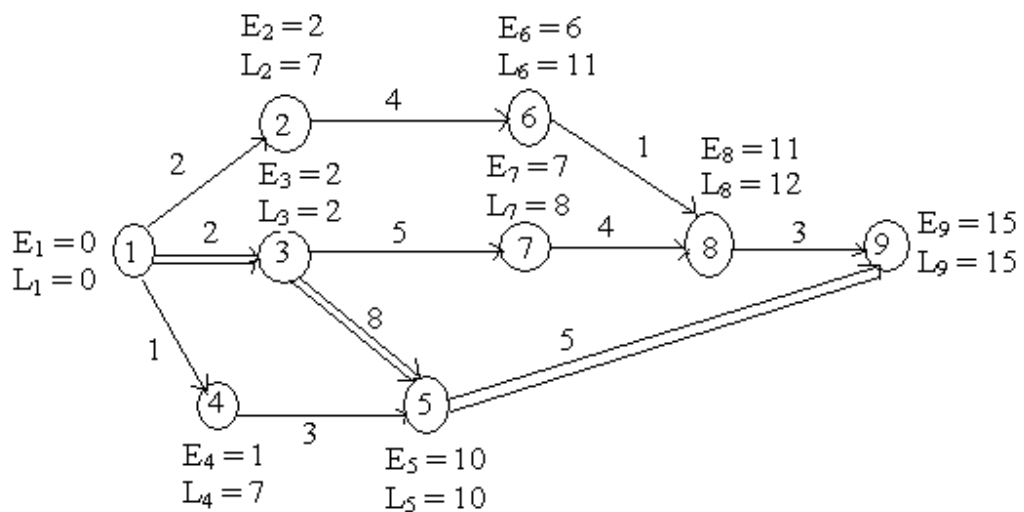 E₂ = 2
L₂ = 7
E₆ = 6
L₆ = 11
4
2
6
2
1
E₃ = 2
L₃ = 2
E₇ = 7
L₇ = 8
E₈ = 11
L₈ = 12
E₁ = 0
L₁ = 0
1
2
3
5
7
4
8
3
9
E₉ = 15
L₉ = 15
8
5
1
4
3
5
E₄ = 1
L₄ = 7
E₅ = 10
L₅ = 10